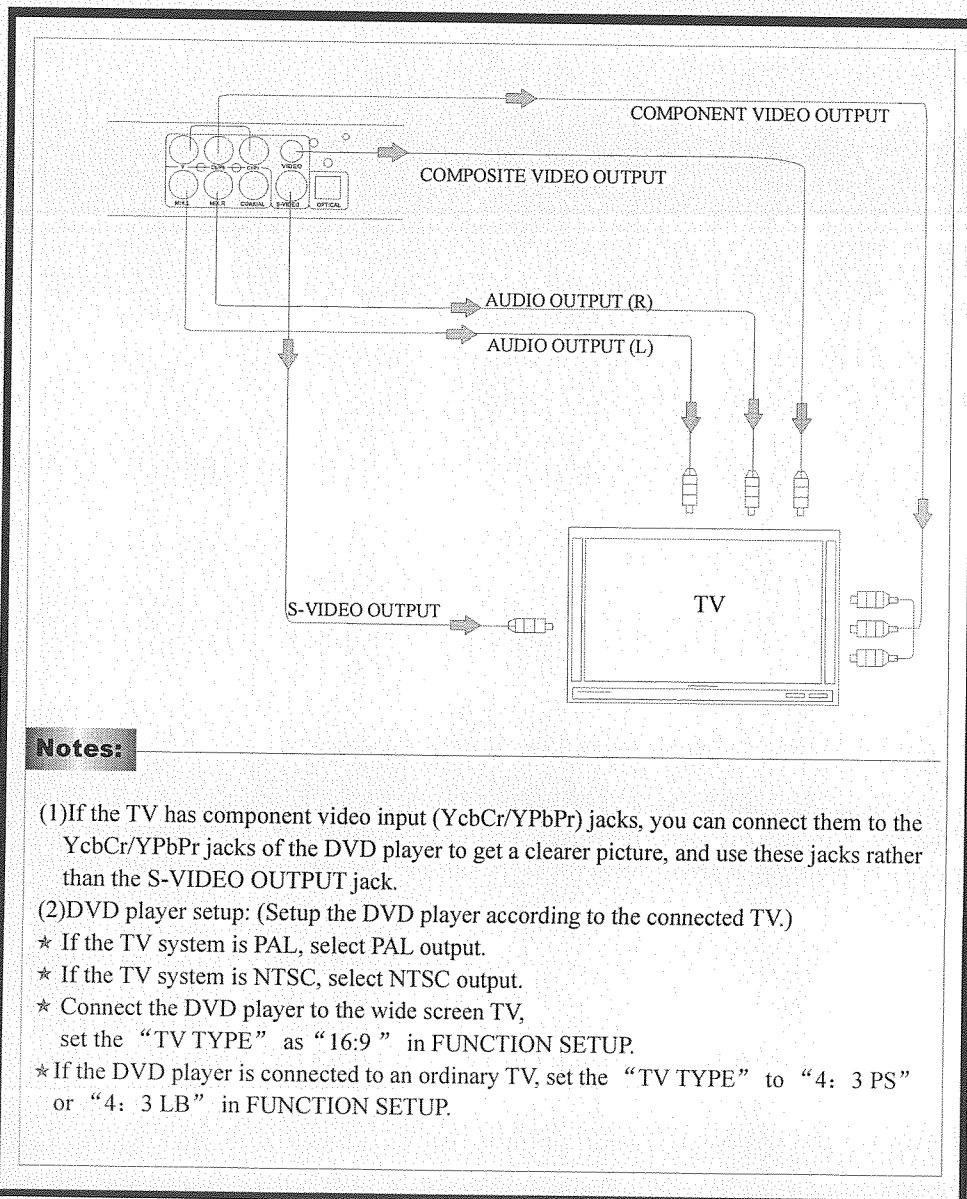 COMPONENT VIDEO OUTPUT
VIDEO
COMPOSITE VIDEO OUTPUT
MIX.L MIX.R COAXIAL S-VIDEO OPTICAL
AUDIO OUTPUT (R)
AUDIO OUTPUT (L)
S-VIDEO OUTPUT
TV
Notes:
(1)If the TV has component video input (YcbCr/YPbPr) jacks, you can connect them to the
YcbCr/YPbPr jacks of the DVD player to get a clearer picture, and use these jacks rather
than the S-VIDEO OUTPUT jack.
(2)DVD player setup: (Setup the DVD player according to the connected TV.)
✯ If the TV system is PAL, select PAL output.
✯ If the TV system is NTSC, select NTSC output.
✯ Connect the DVD player to the wide screen TV,
set the “TV TYPE” as “16:9 ” in FUNCTION SETUP.
✯If the DVD player is connected to an ordinary TV, set the “TV TYPE” to “4: 3 PS”
or “4: 3 LB” in FUNCTION SETUP.